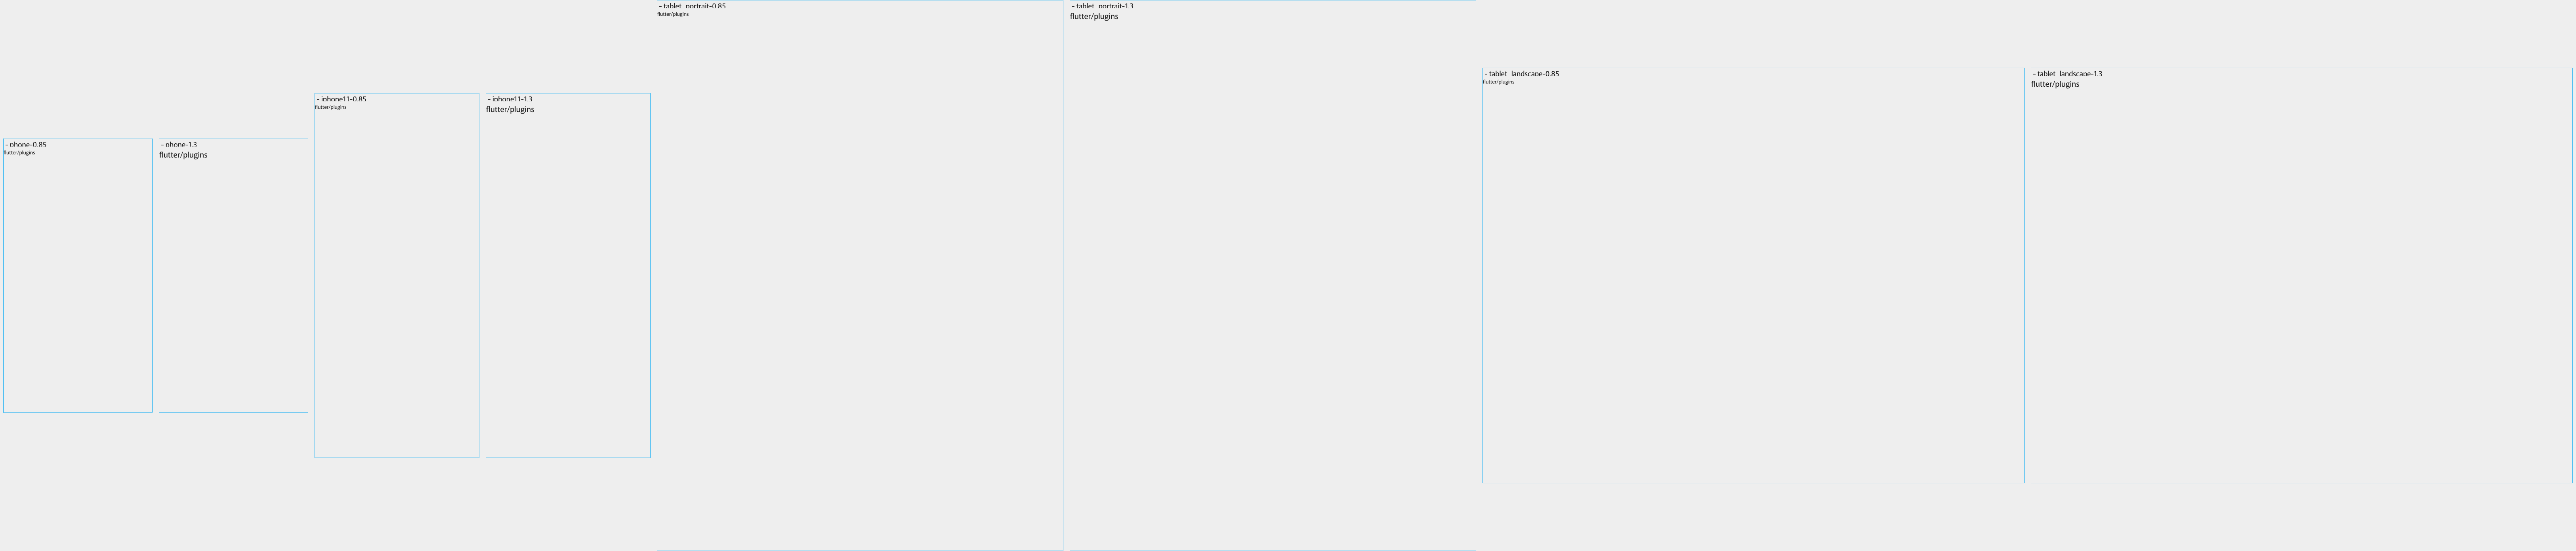 - phone-0.85
flutter/plugins
- phone-1.3
flutter/plugins
- iphone11-0.85
flutter/plugins
- iphone11-1.3
flutter/plugins
- tablet_portrait-0.85
flutter/plugins
- tablet_portrait-1.3
flutter/plugins
- tablet_landscape-0.85
flutter/plugins
- tablet_landscape-1.3
flutter/plugins